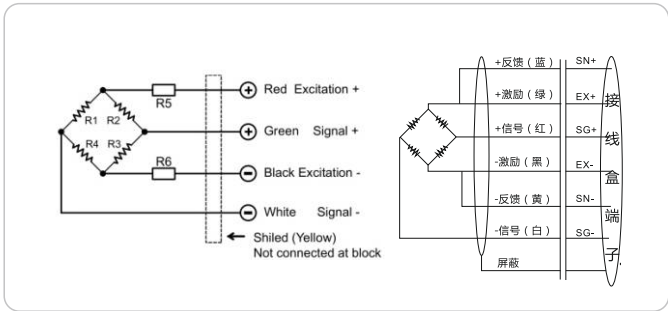 R1
R2
R4
R3
R5
R6
Red Excitation +
Green Signal +
Black Excitation -
White Signal -
Shiled (Yellow)
Not connected at block
+反馈（蓝） SN+
+激励（绿） EX+
+信号（红） SG+
-激励（黑） EX-
-反馈（黄） SN-
-信号（白） SG-
屏蔽
接线盒端子